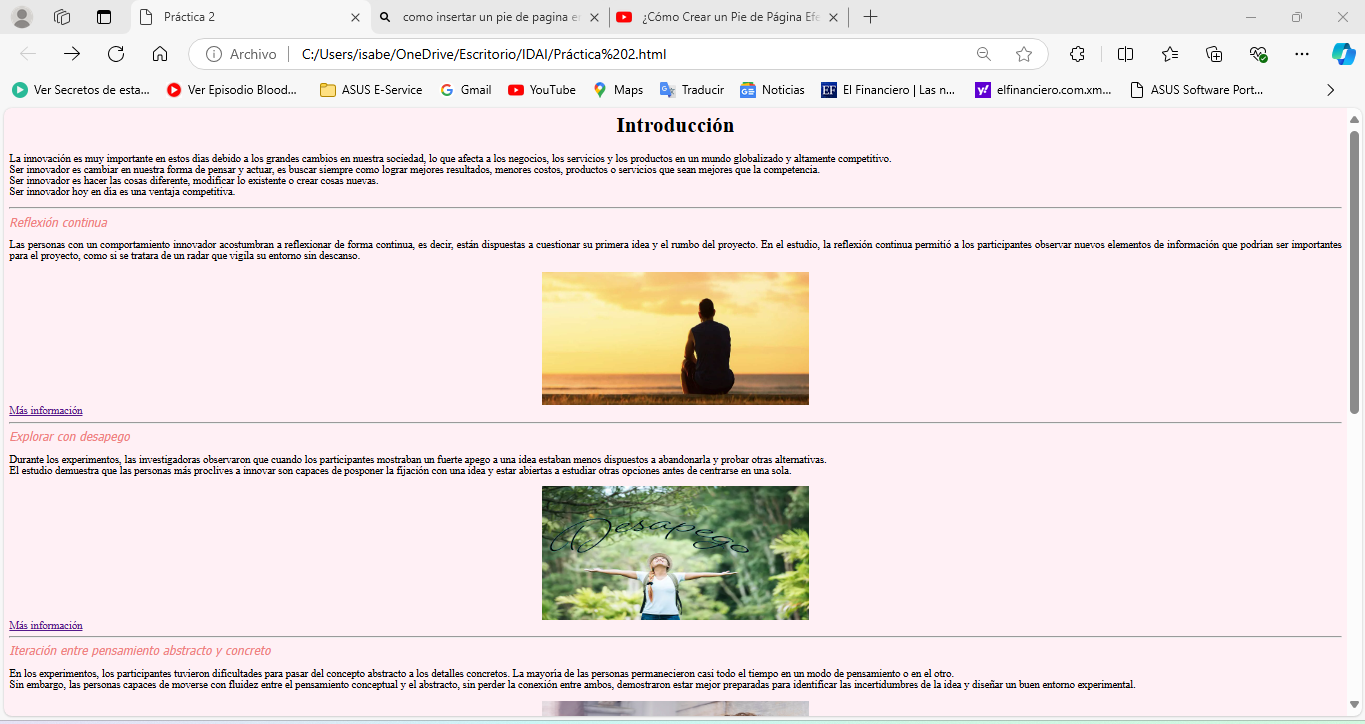 Práctica 2
como insertar un pie de pagina e
¿Cómo Crear un Pie de Página Efe
Archivo
C:/Users/isabe/OneDrive/Escritorio/IDAI/Práctica%202.html
Ver Secretos de esta...
Ver Episodio Blood...
ASUS E-Service
Gmail
YouTube
Maps
Traducir
Noticias
EF El Financiero | Las n...
elfinanciero.com.xm...
ASUS Software Port...
Introducción
La innovación es muy importante en estos días debido a los grandes cambios en nuestra sociedad, lo que afecta a los negocios, los servicios y los productos en un mundo globalizado y altamente competitivo.
Ser innovador es cambiar en nuestra forma de pensar y actuar, es buscar siempre como lograr mejores resultados, menores costos, productos o servicios que sean mejores que la competencia.
Ser innovador es hacer las cosas diferente, modificar lo existente o crear cosas nuevas.
Ser innovador hoy en día es una ventaja competitiva.
Reflexión continua
Las personas con un comportamiento innovador acostumbran a reflexionar de forma continua, es decir, están dispuestas a cuestionar su primera idea y el rumbo del proyecto. En el estudio, la reflexión continua permitió a los participantes observar nuevos elementos de información que podrían ser importantes
para el proyecto, como si se tratara de un radar que vigila su entorno sin descanso.
Más información
Explorar con desapego
Durante los experimentos, las investigadoras observaron que cuando los participantes mostraban un fuerte apego a una idea estaban menos dispuestos a abandonarla y probar otras alternativas.
El estudio demuestra que las personas más proclives a innovar son capaces de posponer la fijación con una idea y estar abiertas a estudiar otras opciones antes de centrarse en una sola.
Desapego
Más información
Iteración entre pensamiento abstracto y concreto
En los experimentos, los participantes tuvieron dificultades para pasar del concepto abstracto a los detalles concretos. La mayoría de las personas permanecieron casi todo el tiempo en un modo de pensamiento o en el otro.
Sin embargo, las personas capaces de moverse con fluidez entre el pensamiento conceptual y el abstracto, sin perder la conexión entre ambos, demostraron estar mejor preparadas para identificar las incertidumbres de la idea y diseñar un buen entorno experimental.